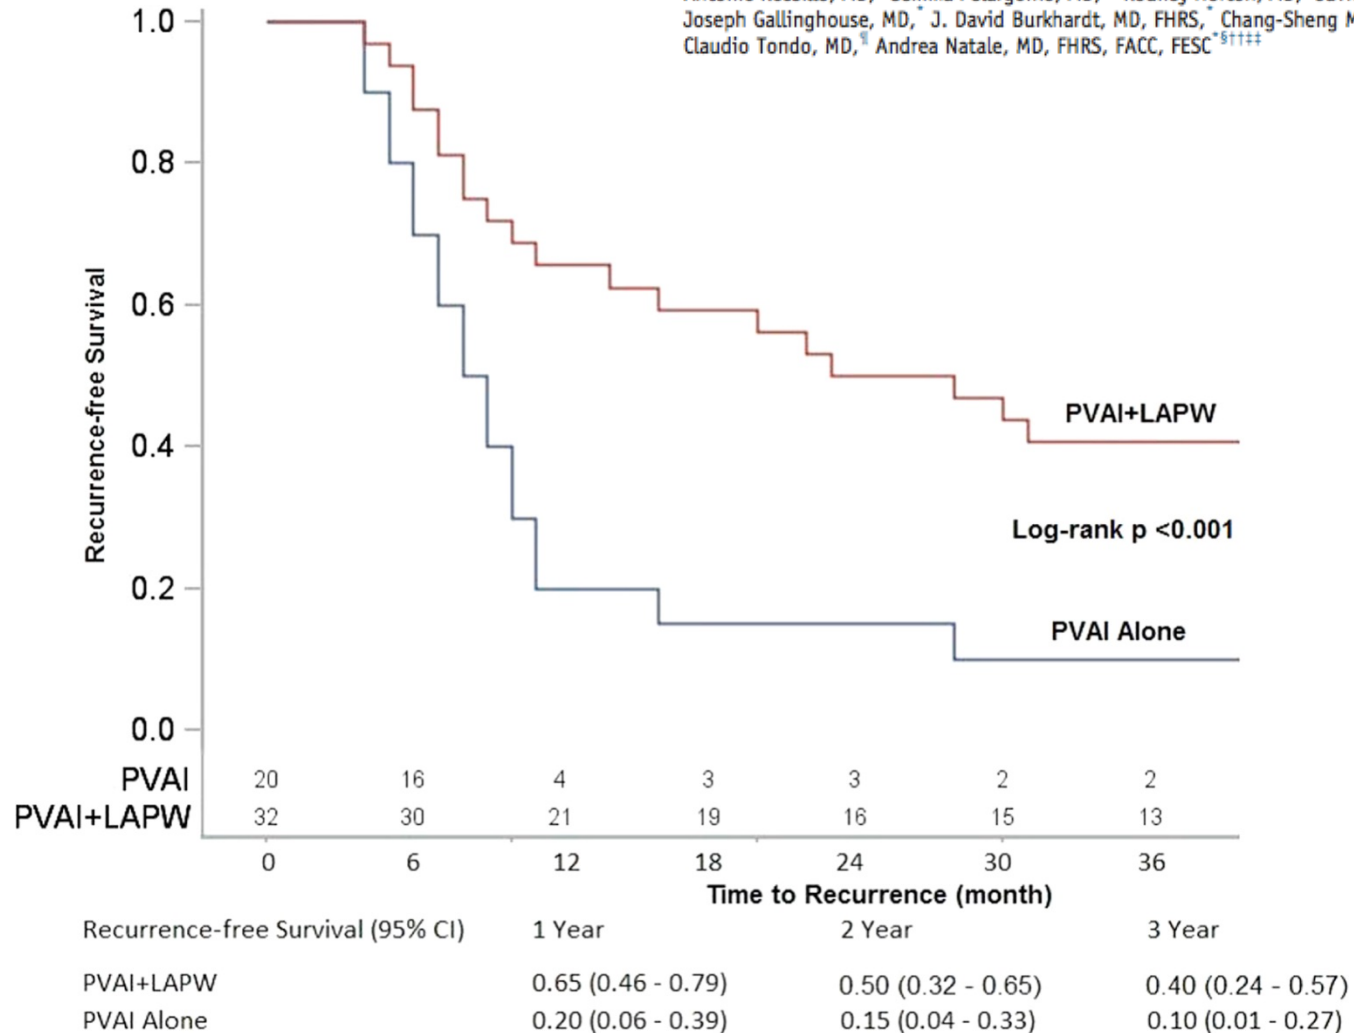 Joseph Gallinghouse, MD,* J. David Burkhardt, MD, FHRS,* Chang-Sheng M
Claudio Tondo, MD,¶ Andrea Natale, MD, FHRS, FACC, FESC*§††‡‡
1.0
0.8
0.6
0.4
0.2
0.0
Recurrence-free Survival
PVAI+LAPW
Log-rank p <0.001
PVAI Alone
PVAI 20 16 4 3 3 2 2
PVAI+LAPW 32 30 21 19 16 15 13
0 6 12 18 24 30 36
Time to Recurrence (month)
Recurrence-free Survival (95% CI) 1 Year 2 Year 3 Year
PVAI+LAPW 0.65 (0.46 - 0.79) 0.50 (0.32 - 0.65) 0.40 (0.24 - 0.57)
PVAI Alone 0.20 (0.06 - 0.39) 0.15 (0.04 - 0.33) 0.10 (0.01 - 0.27)